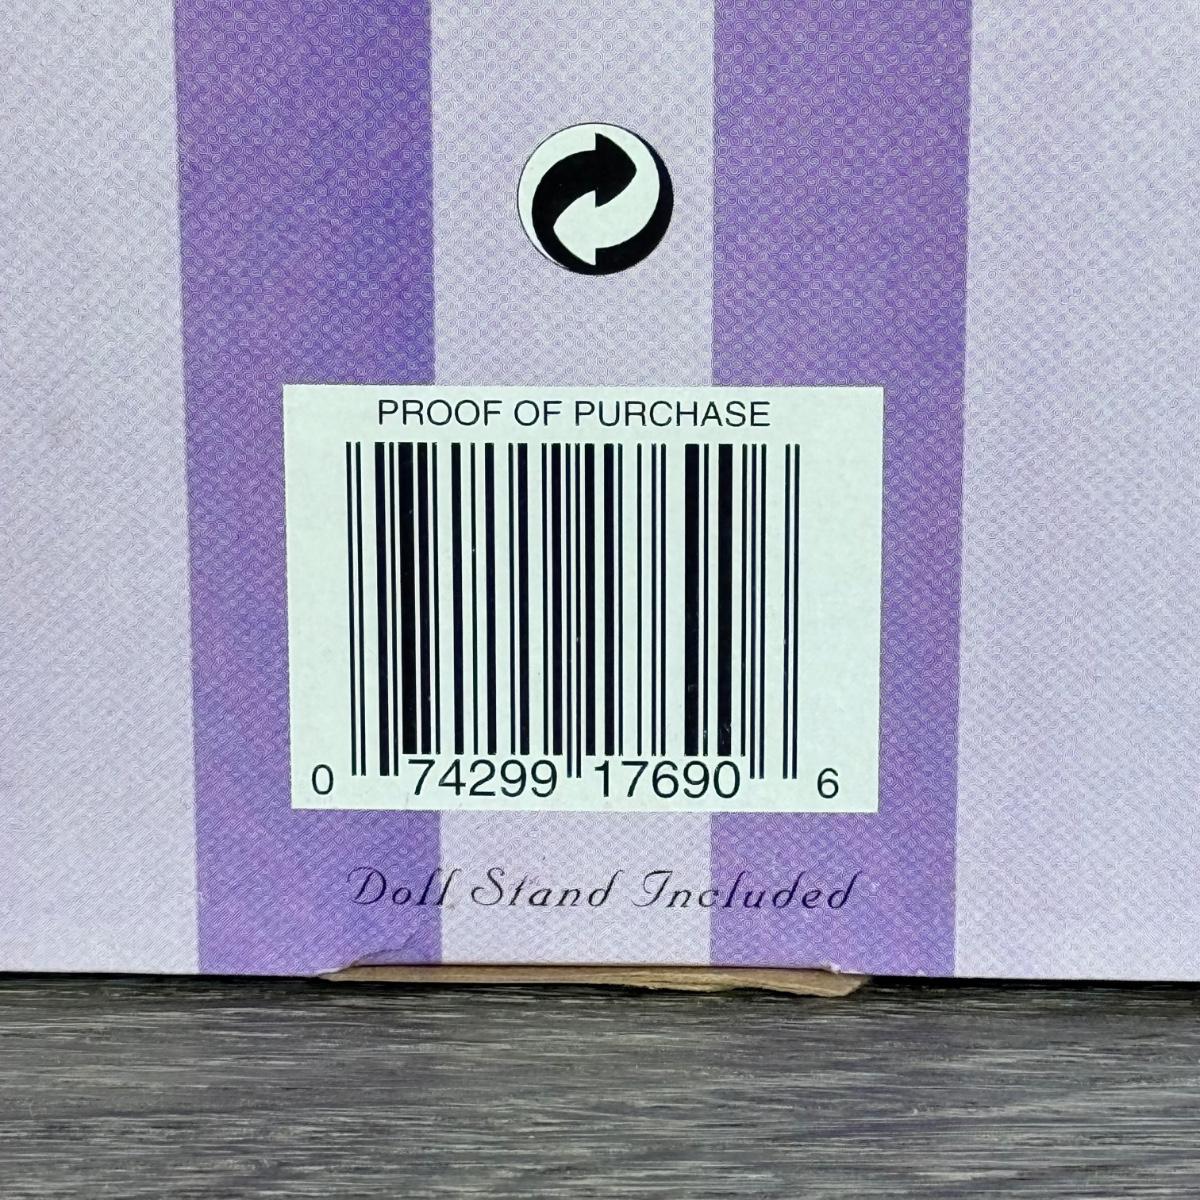 PROOF OF PURCHASE
0 74299 17690 6
Doll Stand Included